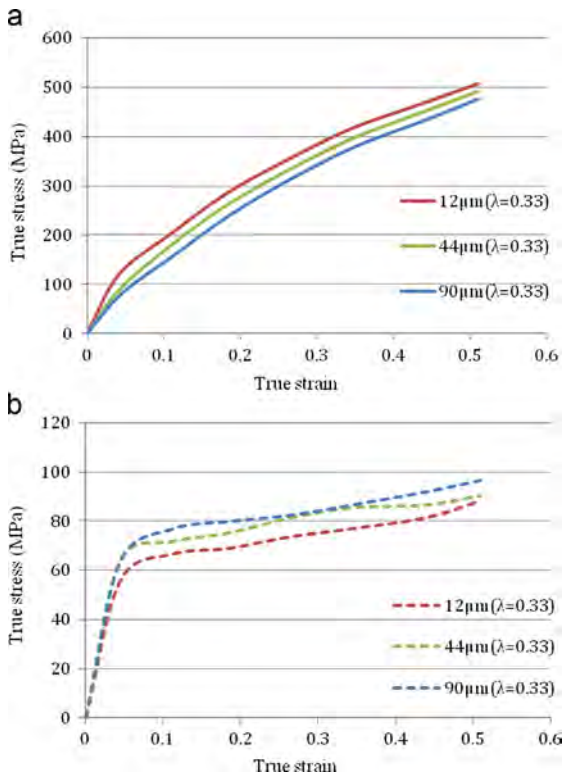 a
600
500
400
300
200
100
0
True stress (MPa)
12μm(λ=0.33)
44μm(λ=0.33)
90μm(λ=0.33)
0 0.1 0.2 0.3 0.4 0.5 0.6
True strain
b
120
100
80
60
40
20
0
True stress (MPa)
12μm(λ=0.33)
44μm(λ=0.33)
90μm(λ=0.33)
0 0.1 0.2 0.3 0.4 0.5 0.6
True strain